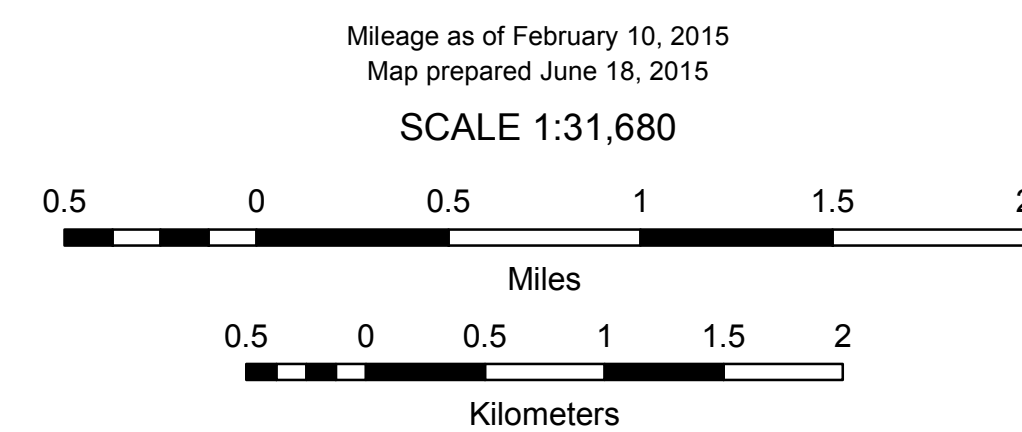 Mileage as of February 10, 2015
Map prepared June 18, 2015
SCALE 1:31,680
0.5 0 0.5 1 1.5 2
Miles
0.5 0 0.5 1 1.5 2
Kilometers